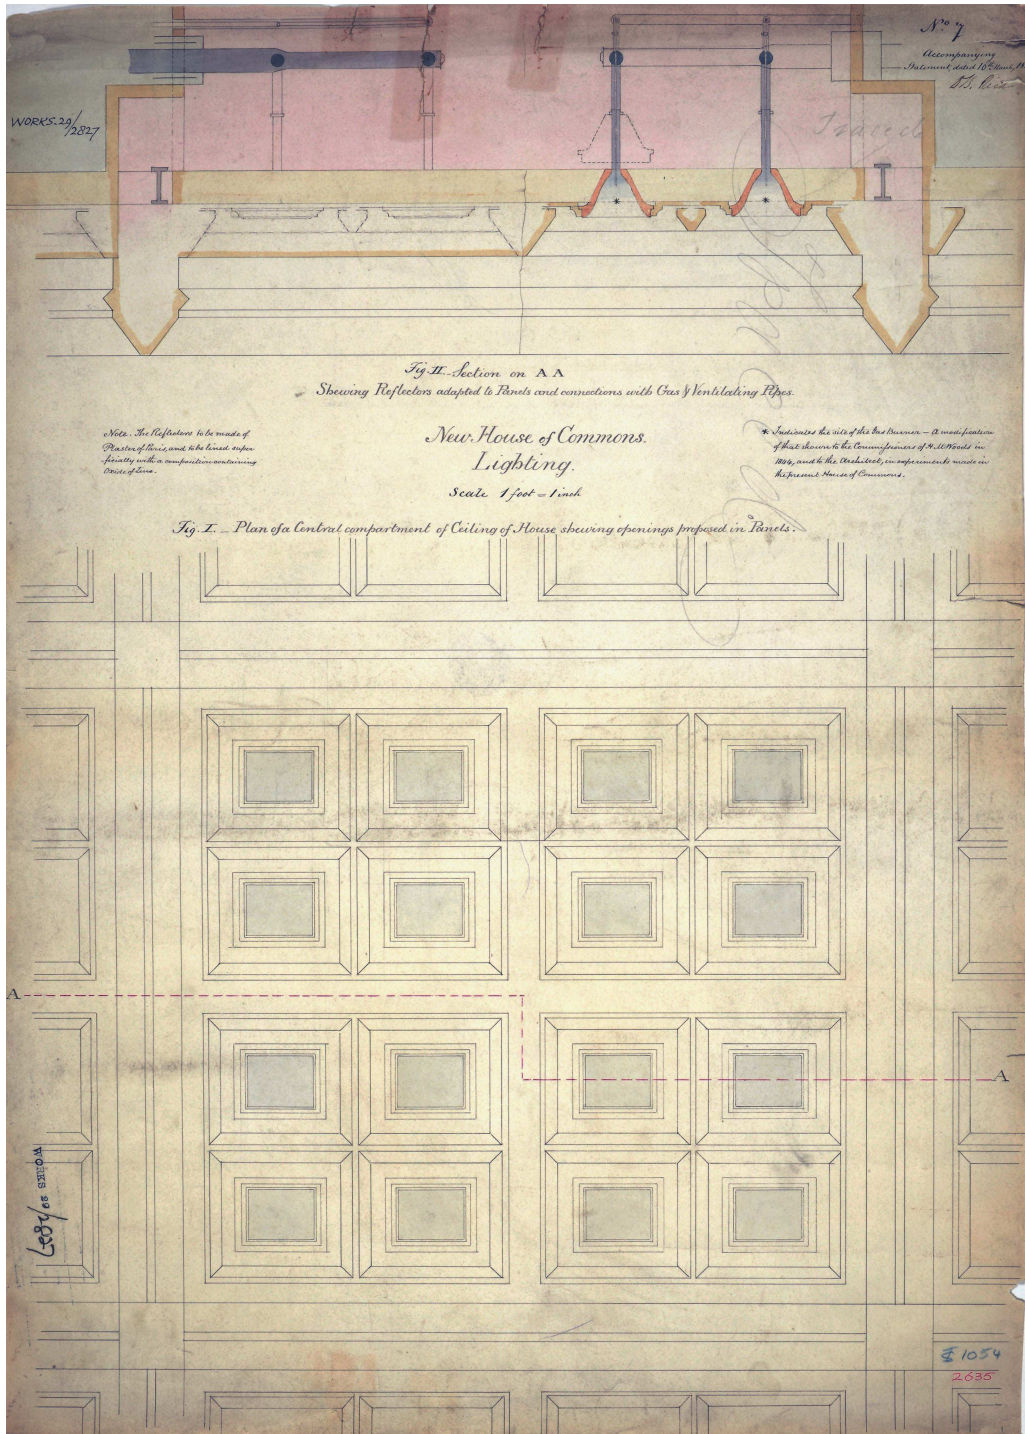 No. 7
Accompanying
Statement, dated 10th March, 18
WORKS. 29/
2827
Fig. II. Section on A A
Shewing Reflectors adapted to Panels and connections with Gas & Ventilating Pipes.
Note. The Reflectors to be made of
Plaster of Paris, and to be lined super
ficially with a composition containing
Oxide of Zinc.
New House of Commons.
Lighting.
Scale 1 foot = 1 inch
* Indicates the site of the Gas Burner – A modification
of that shewn to the Commissioners of H.M. Woods in
1844, and to the Architect, in experiments made in
the present House of Commons.
Fig. I. _ Plan of a Central compartment of Ceiling of House shewing openings proposed in Panels.
A
A
WORKS 29/2827
1054
2635